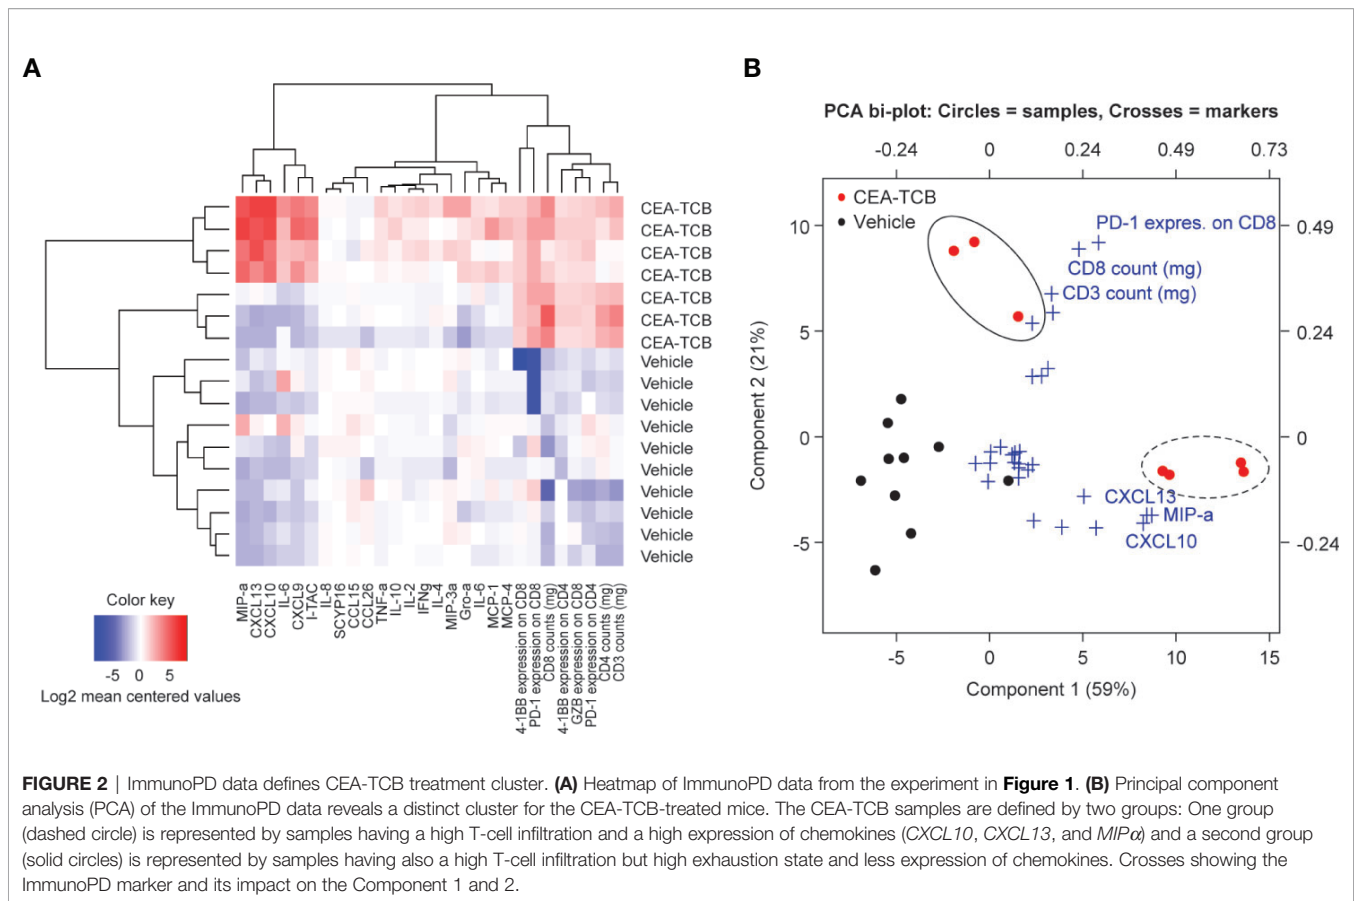 A
CEA-TCB
CEA-TCB
CEA-TCB
CEA-TCB
CEA-TCB
CEA-TCB
CEA-TCB
Vehicle
Vehicle
Vehicle
Vehicle
Vehicle
Vehicle
Vehicle
Vehicle
Vehicle
Vehicle
MIP-a
CXCL13
CXCL10
IL-6
CXCL9
I-TAC
IL-8
SCYP16
CCL15
CCL26
TNF-a
IL-10
IL-2
IFNg
IL-4
MIP-3a
Gro-a
IL-6
MCP-1
MCP-4
4-1BB expression on CD8
PD-1 expression on CD8
CD8 counts (mg)
4-1BB expression on CD4
GZB expression on CD8
PD-1 expression on CD4
CD4 counts (mg)
CD3 counts (mg)
Color key
-5 0 5
Log2 mean centered values
B
PCA bi-plot: Circles = samples, Crosses = markers
-0.24 0 0.24 0.49 0.73
CEA-TCB
Vehicle
PD-1 expres. on CD8
CD8 count (mg)
CD3 count (mg)
CXCL13
MIP-a
CXCL10
10
5
0
-5
Component 2 (21%)
0.49
0.24
0
-0.24
-5 0 5 10 15
Component 1 (59%)
FIGURE 2 | ImmunoPD data defines CEA-TCB treatment cluster. (A) Heatmap of ImmunoPD data from the experiment in Figure 1. (B) Principal component
analysis (PCA) of the ImmunoPD data reveals a distinct cluster for the CEA-TCB-treated mice. The CEA-TCB samples are defined by two groups: One group
(dashed circle) is represented by samples having a high T-cell infiltration and a high expression of chemokines (CXCL10, CXCL13, and MIPα) and a second group
(solid circles) is represented by samples having also a high T-cell infiltration but high exhaustion state and less expression of chemokines. Crosses showing the
ImmunoPD marker and its impact on the Component 1 and 2.